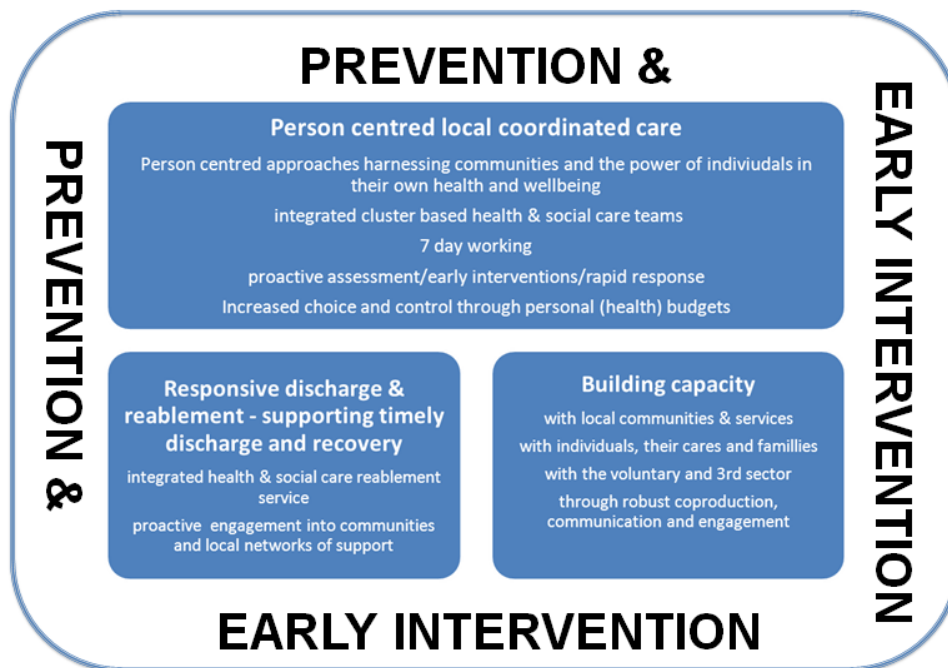 PREVENTION &
EARLY INTERVENTION
PREVENTION &
Person centred local coordinated care
Person centred approaches harnessing communities and the power of indiviudals in
their own health and wellbeing
integrated cluster based health & social care teams
7 day working
proactive assessment/early interventions/rapid response
Increased choice and control through personal (health) budgets
Responsive discharge &
reablement - supporting timely
discharge and recovery
integrated health & social care reablement
service
proactive engagement into communities
and local networks of support
Building capacity
with local communities & services
with individuals, their cares and famillies
with the voluntary and 3rd sector
through robust coproduction,
communication and engagement
EARLY INTERVENTION